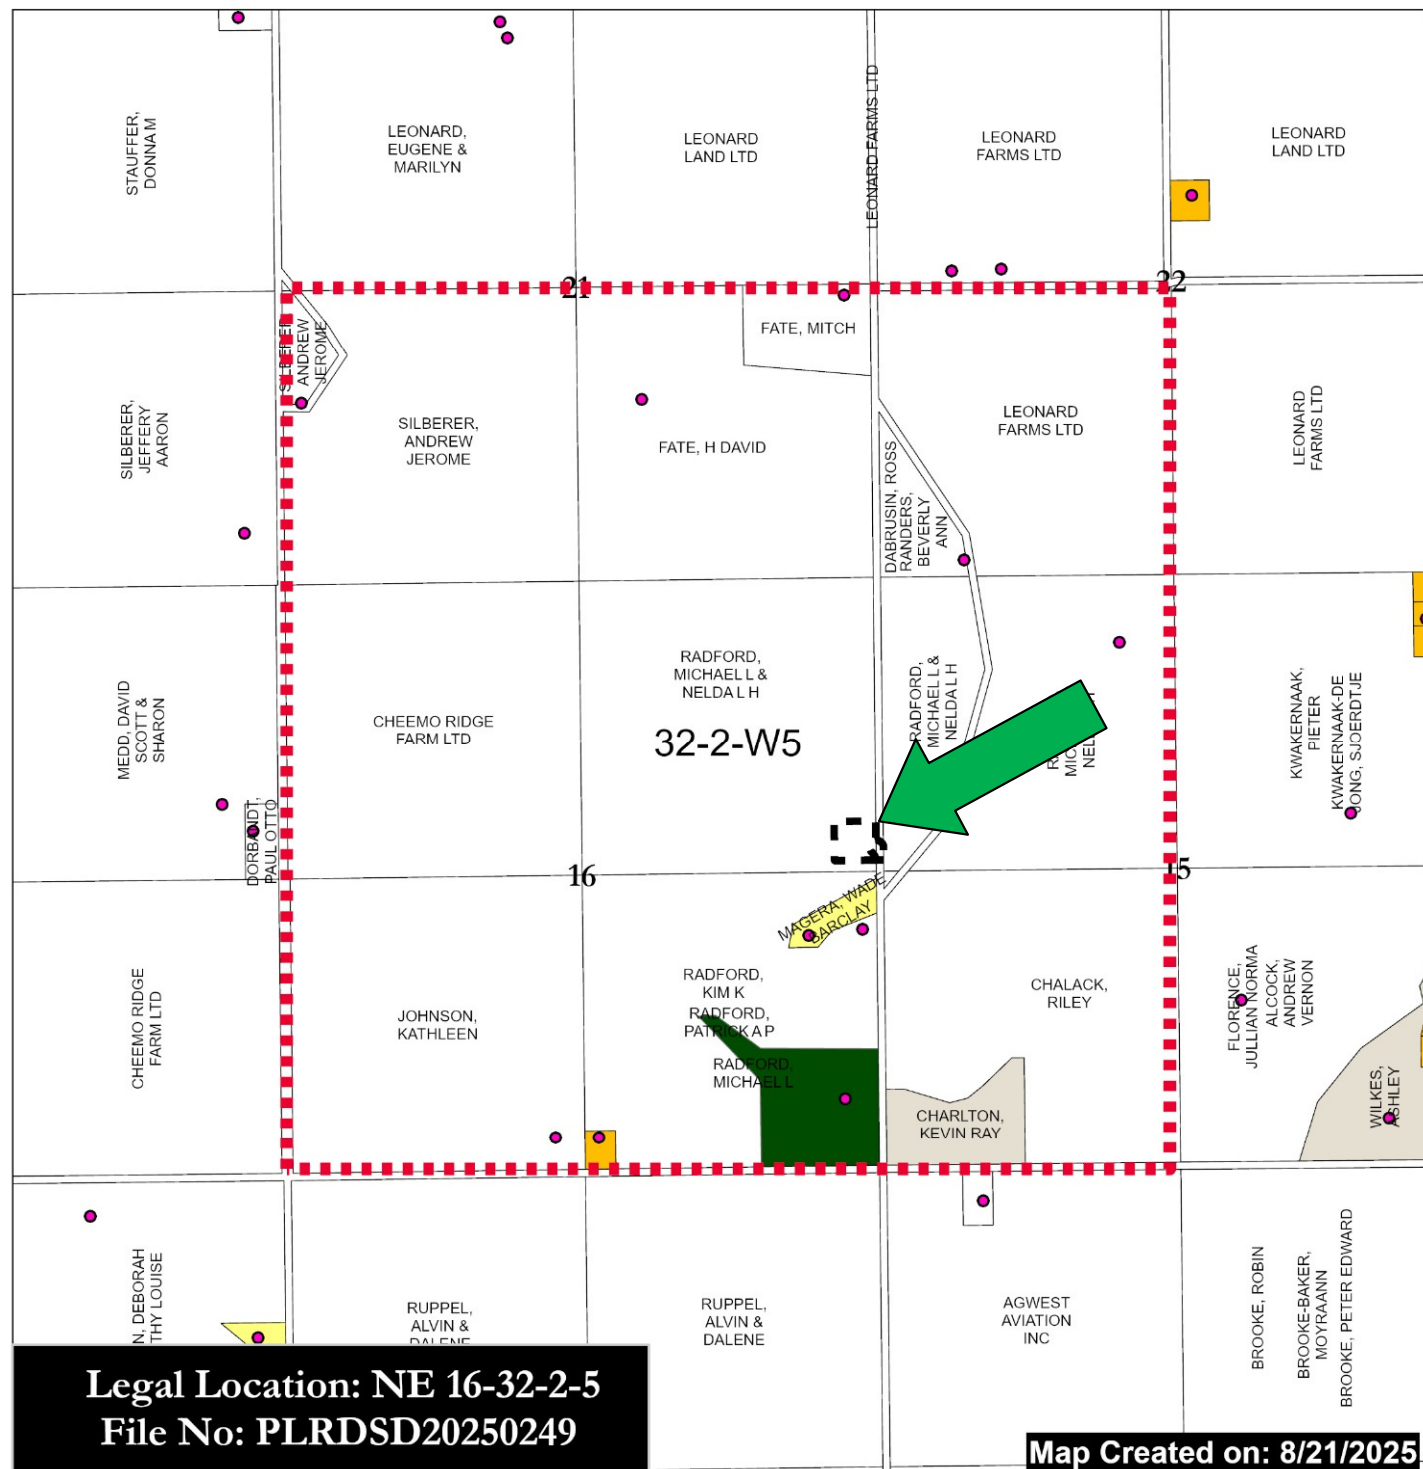 STAUFFER,
DONNA M
LEONARD,
EUGENE &
MARILYN
LEONARD
LAND LTD
LEONARD FARMS LTD
LEONARD
FARMS LTD
LEONARD
LAND LTD
21
22
SILBERER,
JEFFERY
AARON
SILBERER,
ANDREW
JEROME
SILBERER,
ANDREW
JEROME
FATE, MITCH
FATE, H DAVID
DABRUSIN, ROSS
RANDERS,
BEVERLY
ANN
LEONARD
FARMS LTD
LEONARD
FARMS LTD
MEDD, DAVID
SCOTT &
SHARON
DORBANDT,
PAUL OTTO
CHEEMO RIDGE
FARM LTD
RADFORD,
MICHAEL L &
NELDA L H
32-2-W5
RADFORD,
MICHAEL L &
NELDA L H
R
MIC
NEL
KWAKERNAAK,
PIETER
KWAKERNAAK-DE
JONG, SJOERDTJE
16
15
CHEEMO RIDGE
FARM LTD
JOHNSON,
KATHLEEN
MAGERA, WADE
BARCLAY
RADFORD,
KIM K
RADFORD,
PATRICK A P
RADFORD,
MICHAEL L
CHALACK,
RILEY
CHARLTON,
KEVIN RAY
FLORENCE,
JULLIAN NORMA
ALCOCK,
ANDREW
VERNON
WILKES,
ASHLEY
N, DEBORAH
THY LOUISE
RUPPEL,
ALVIN &
DALENE
RUPPEL,
ALVIN &
DALENE
AGWEST
AVIATION
INC
BROOKE, ROBIN
BROOKE-BAKER,
MOYRAANN
BROOKE, PETER EDWARD
Legal Location: NE 16-32-2-5
File No: PLRDSD20250249
Map Created on: 8/21/2025